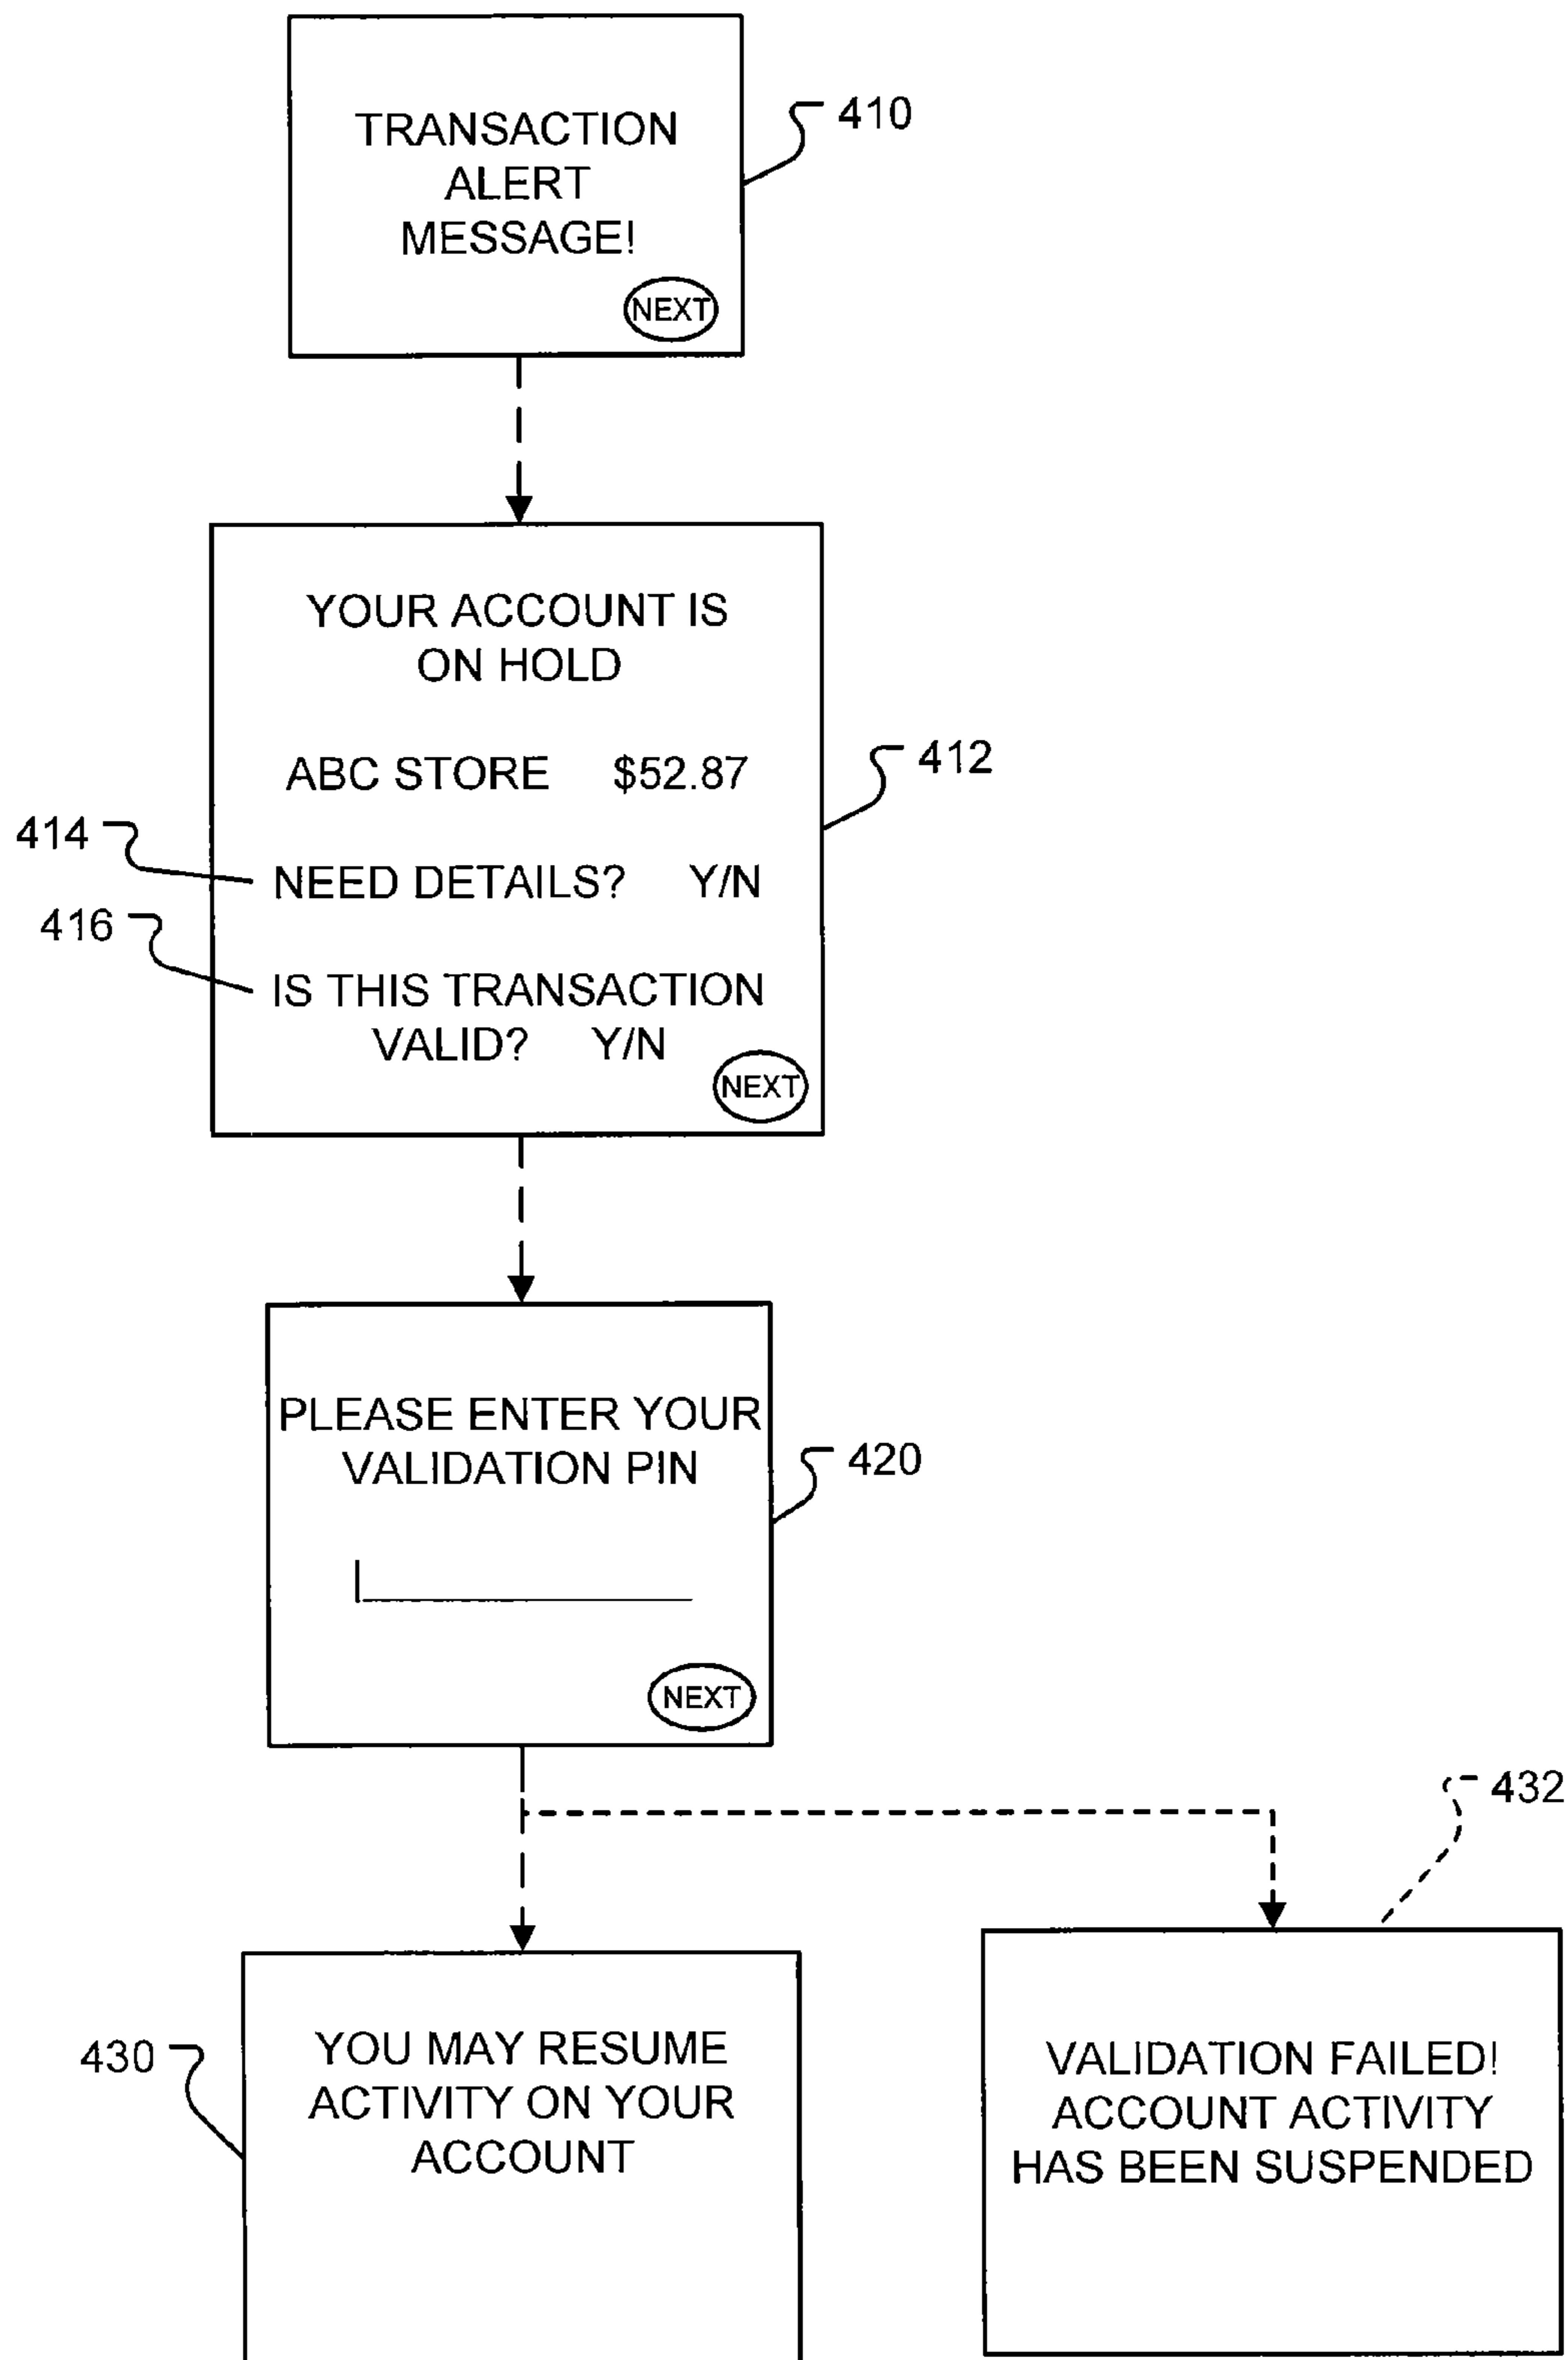 TRANSACTION
ALERT
MESSAGE!
NEXT
410
YOUR ACCOUNT IS
ON HOLD
ABC STORE $52.87
412
414
NEED DETAILS? Y/N
416
IS THIS TRANSACTION
VALID? Y/N
NEXT
PLEASE ENTER YOUR
VALIDATION PIN
420
NEXT
432
430
YOU MAY RESUME
ACTIVITY ON YOUR
ACCOUNT
VALIDATION FAILED!
ACCOUNT ACTIVITY
HAS BEEN SUSPENDED